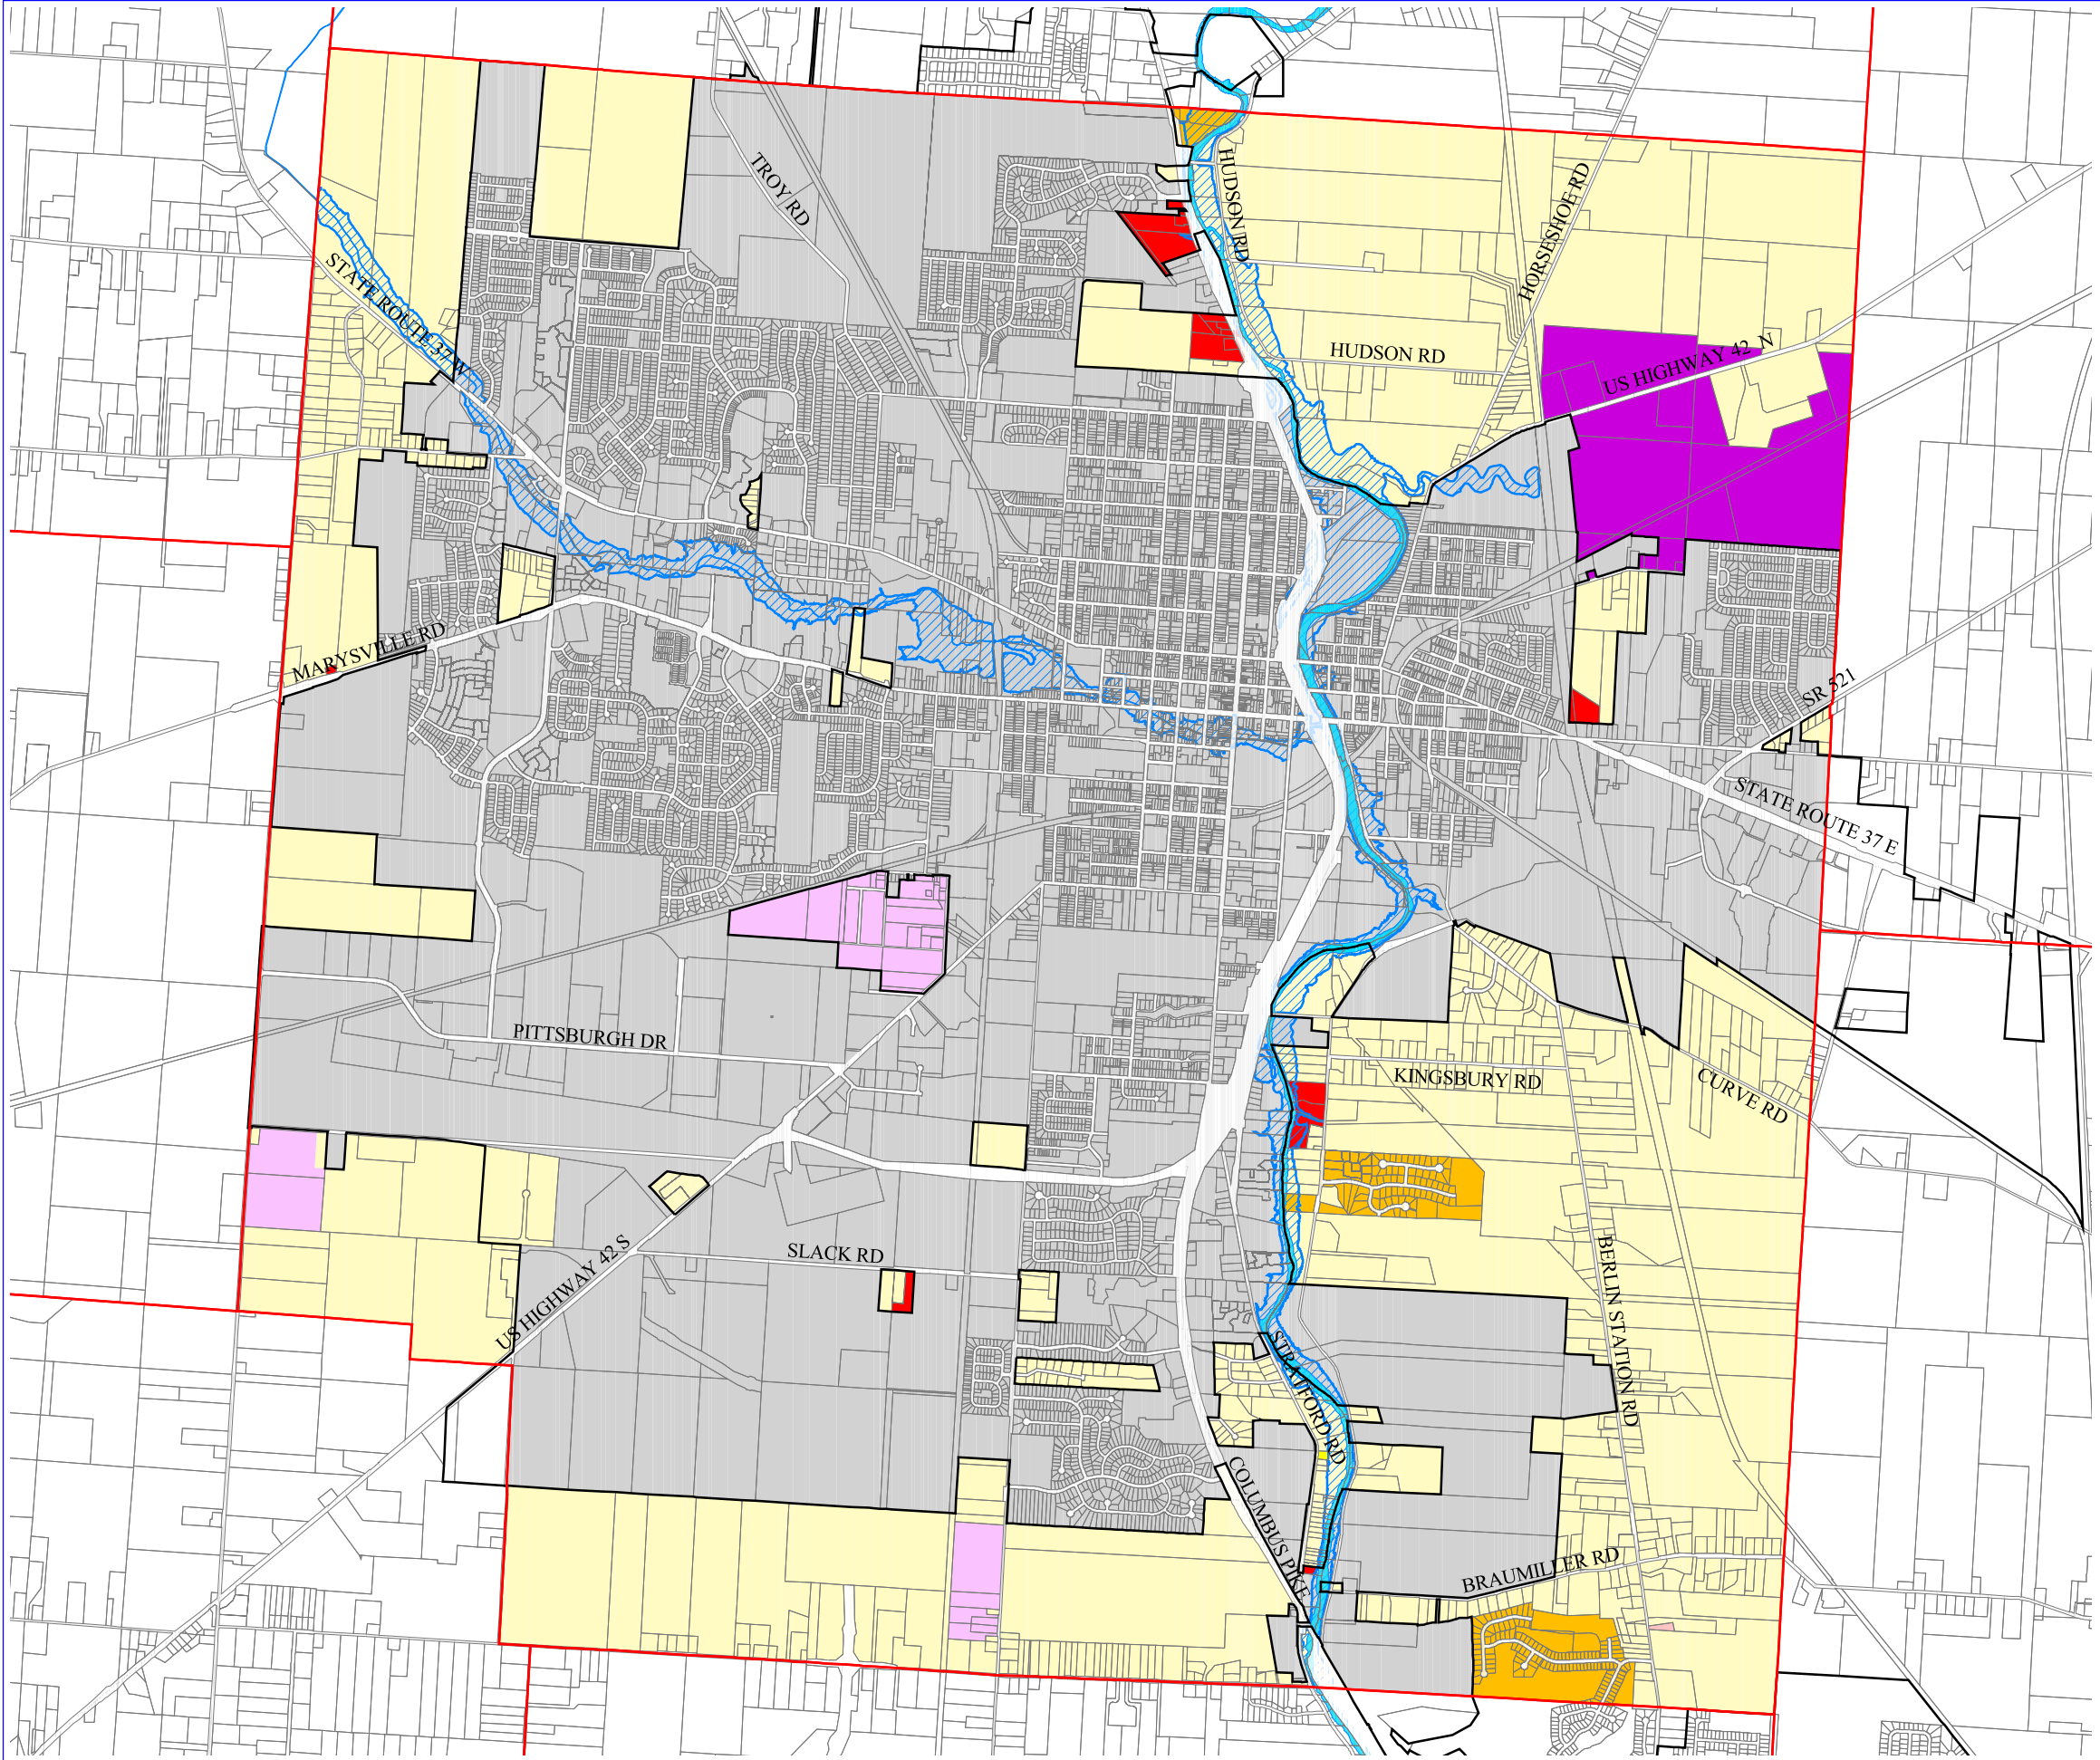 TROY RD
HUDSON RD
HORSESHOE RD
STATE ROUTE 37 W
HUDSON RD
US HIGHWAY 42 N
MARYSVILLE RD
SR 521
STATE ROUTE 37 E
PITTSBURGH DR
KINGSBURY RD
CURVE RD
SLACK RD
US HIGHWAY 42 S
BERLIN STATION RD
STRATFORD RD
COLUMBUS PIKE
BRAUMILLER RD